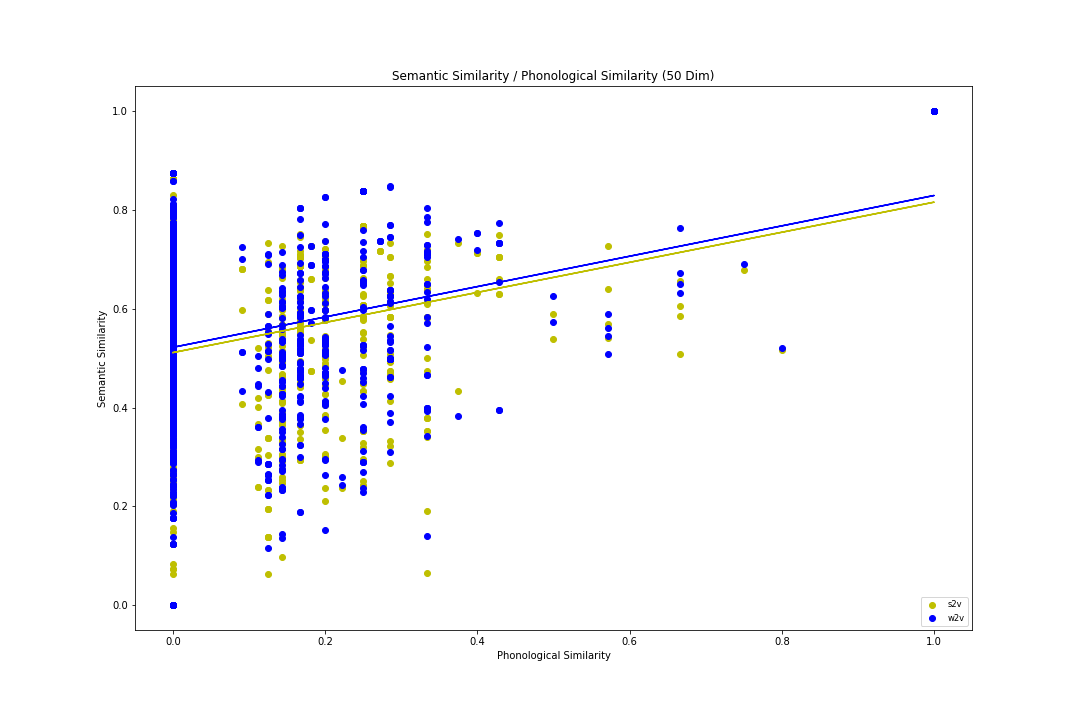 Semantic Similarity / Phonological Similarity (50 Dim)
1.0
0.8
0.6
0.4
0.2
0.0
Semantic Similarity
s2v
w2v
0.0 0.2 0.4 0.6 0.8 1.0
Phonological Similarity